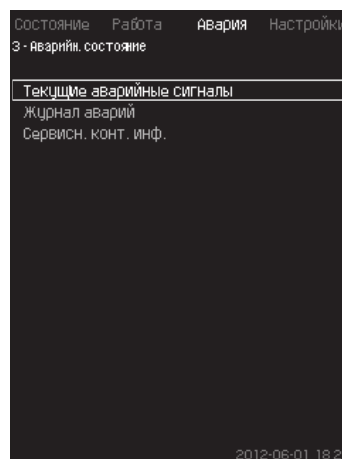 Состояние Работа Авария Настройки
3 - Аварийн. состояние
Текущие аварийные сигналы
Журнал аварий
Сервисн. конт. инф.
2012-06-01 18:2